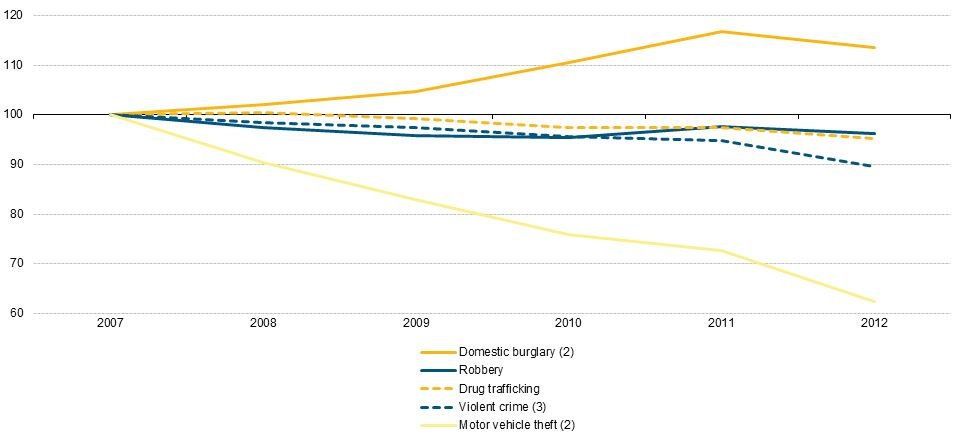 120
110
100
90
80
70
60
2007 2008 2009 2010 2011 2012
Domestic burglary (2)
Robbery
Drug trafficking
Violent crime (3)
Motor vehicle theft (2)